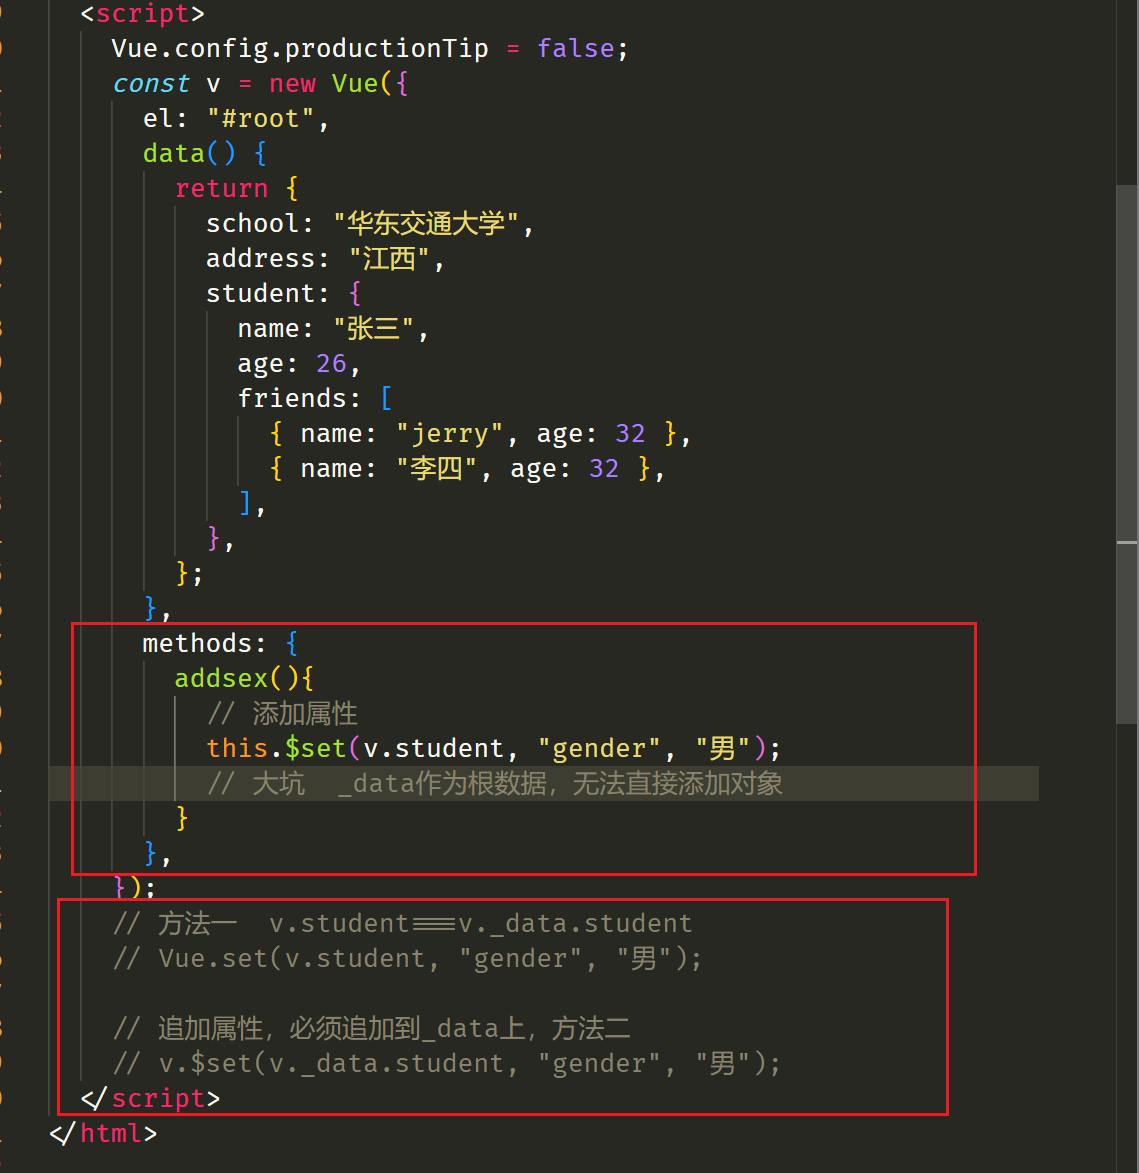 <script>
Vue.config.productionTip = false;
const v = new Vue({
el: "#root",
data() {
return {
school: "华东交通大学",
address: "江西",
student: {
name: "张三",
age: 26,
friends: [
{ name: "jerry", age: 32 },
{ name: "李四", age: 32 },
],
},
};
},
methods: {
addsex(){
// 添加属性
this.$set(v.student, "gender", "男");
// 大坑  _data作为根数据，无法直接添加对象
}
},
});
// 方法一  v.student===v._data.student
// Vue.set(v.student, "gender", "男");
// 追加属性，必须追加到_data上，方法二
// v.$set(v._data.student, "gender", "男");
</script>
</html>